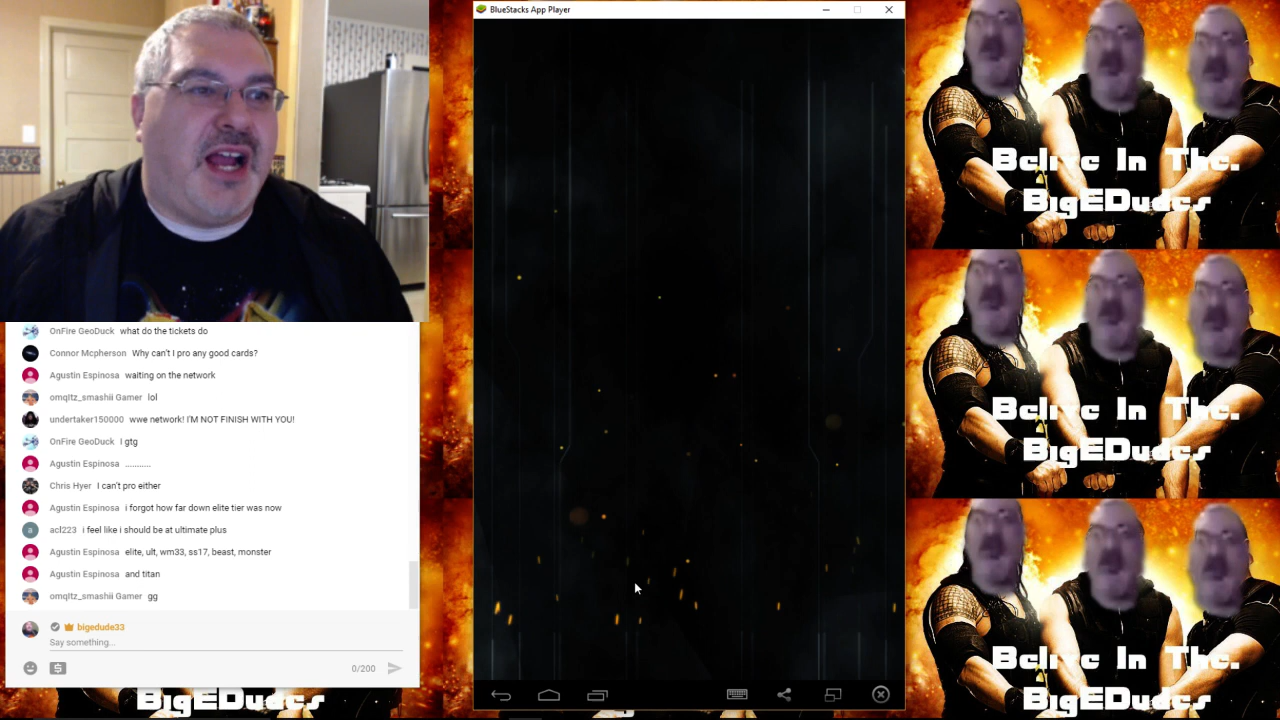 BlueStacks App Player
OnFire GeoDuck what do the tickets do
Connor Mcpherson Why can't I pro any good cards?
Agustin Espinosa waiting on the network
omqItz_smashii Gamer lol
undertaker150000 wwe network! I'M NOT FINISH WITH YOU!
OnFire GeoDuck I gtg
Agustin Espinosa ...........
Chris Hyer I can't pro either
Agustin Espinosa i forgot how far down elite tier was now
a acl223 i feel like i should be at ultimate plus
Agustin Espinosa elite, ult, wm33, ss17, beast, monster
Agustin Espinosa and titan
omqItz_smashii Gamer gg
bigedude33
Say something...
0/200
BigEDudes
Belive In The.
BigEDudes
Belive In The.
BigEDudes
Belive In The.
BigEDudes